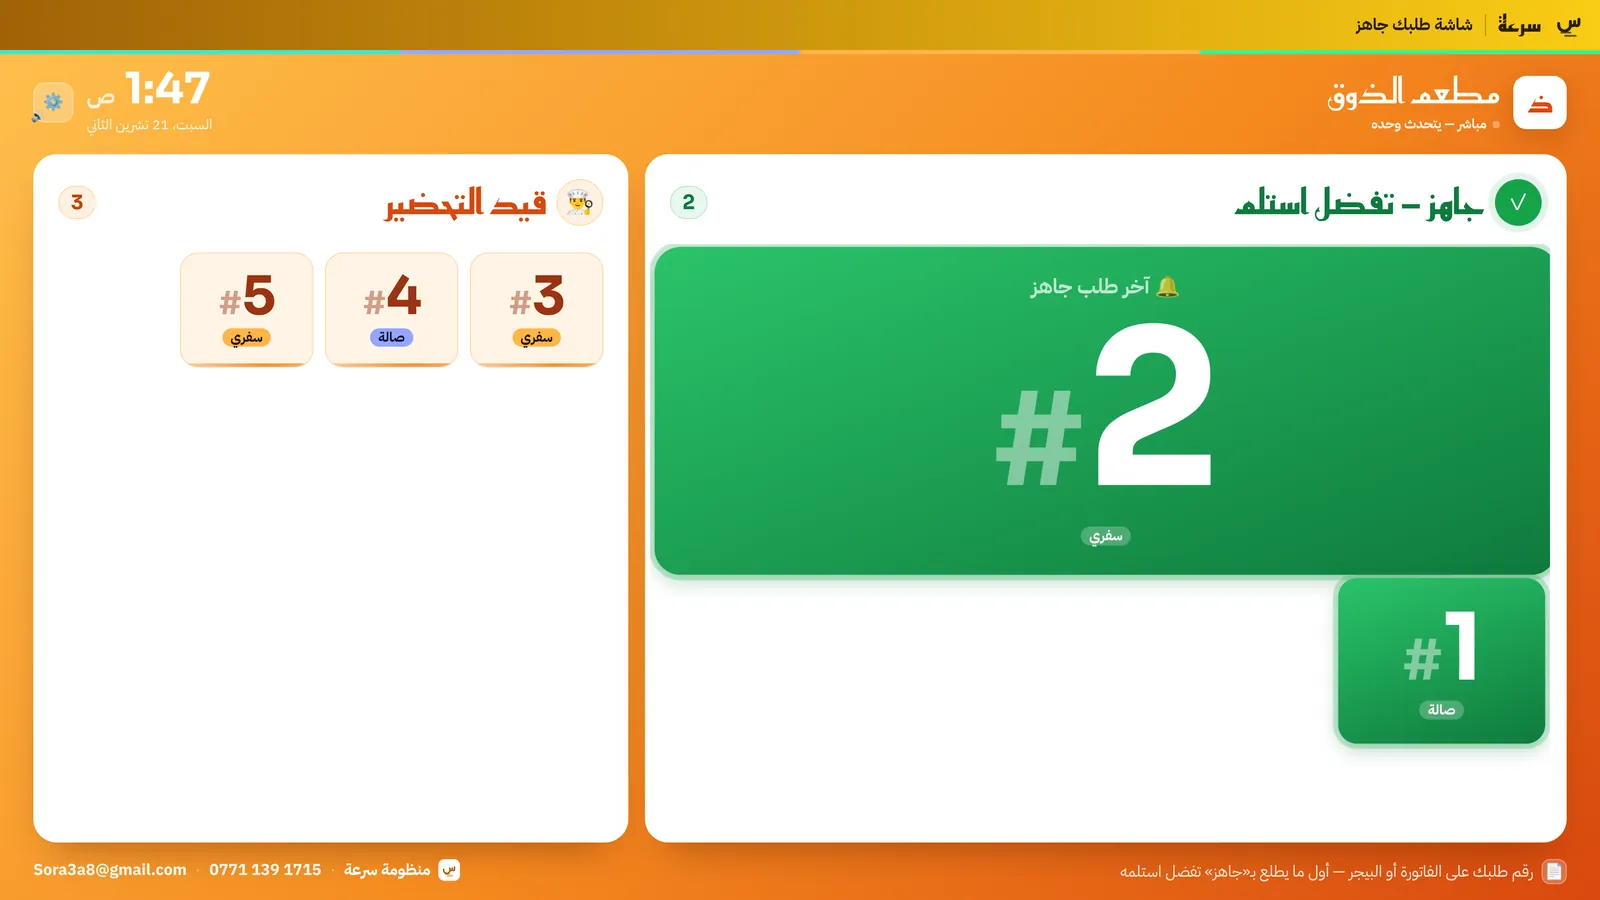 س سرعة | شاشة طلبك جاهز
ذ مطعم الذوق
مباشر — يتحدث وحده
1:47 ص
السبت، 21 تشرين الثاني
✓ جاهز — تفضل استلم
2
🔔 آخر طلب جاهز
#2
سفري
#1
صالة
قيد التحضير
3
#3
سفري
#4
صالة
#5
سفري
رقم طلبك على الفاتورة أو البيجر — أول ما يطلع بـ«جاهز» تفضل استلمه
س منظومة سرعة · 0771 139 1715 · Sora3a8@gmail.com